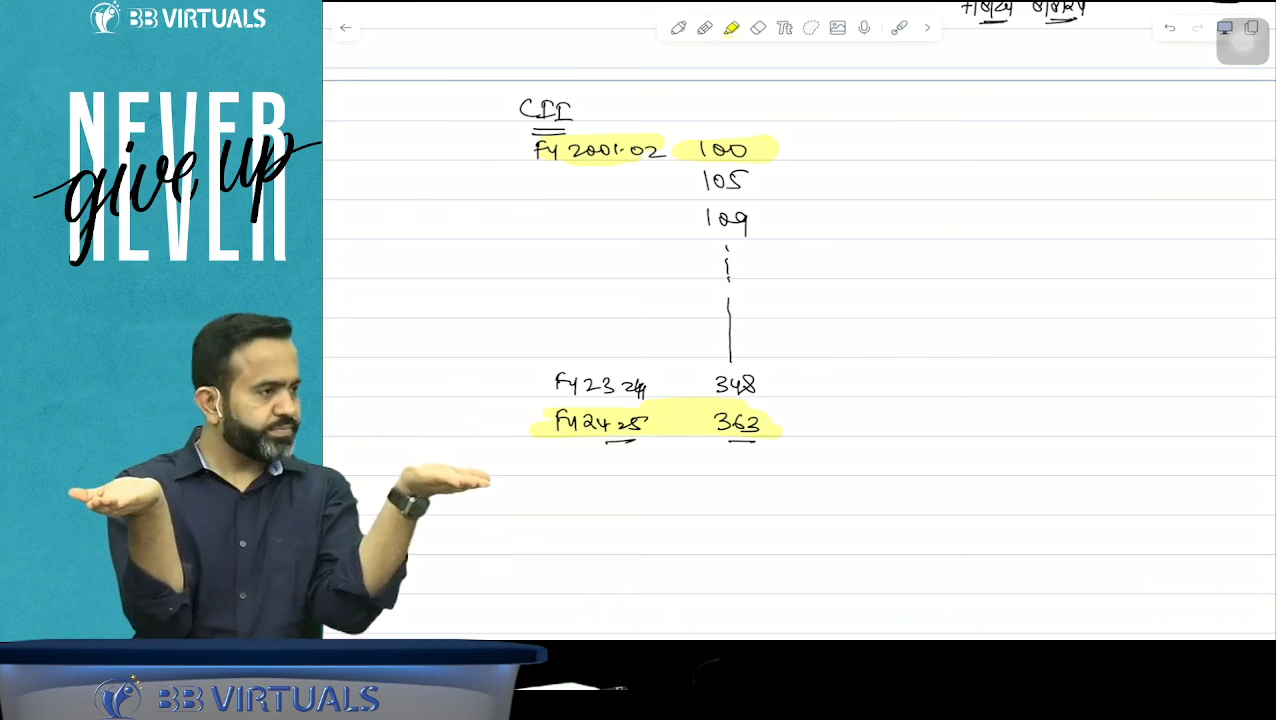 BB VIRTUALS
NEVER
give up
NEVER
CII
FY 2001-02 100
105
109
FY 23 24 348
FY 24 25 363
BB VIRTUALS